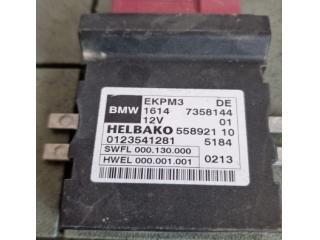 BMW EKPM3 DE
1614 7358144
12V 01
HELBAKO 558921 10
0123541281 5184
SWFL 000.130.000
HWEL 000.001.001 0213